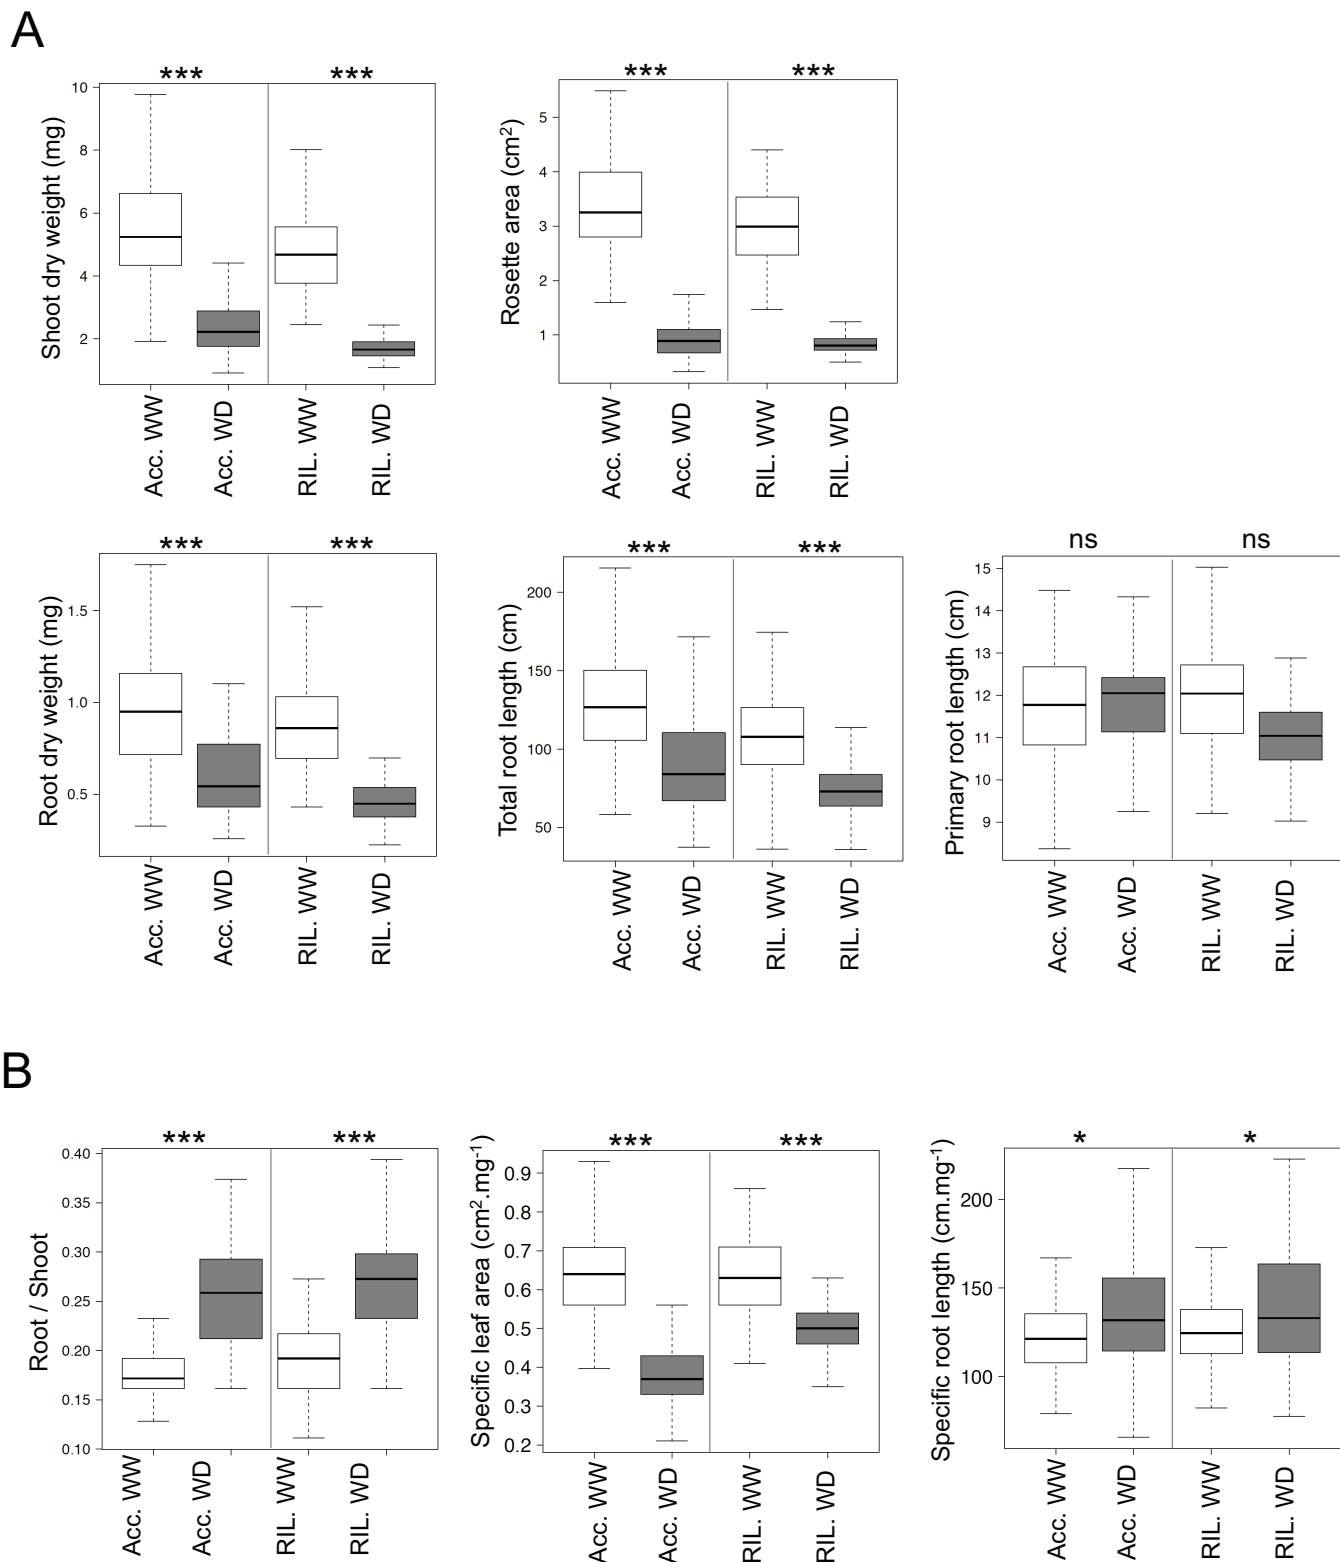 A
*** ***
Shoot dry weight (mg)
10
8
6
4
2
Acc. WW
Acc. WD
RIL. WW
RIL. WD
*** ***
Rosette area (cm²)
5
4
3
2
1
Acc. WW
Acc. WD
RIL. WW
RIL. WD
*** ***
Root dry weight (mg)
1.5
1.0
0.5
Acc. WW
Acc. WD
RIL. WW
RIL. WD
*** ***
Total root length (cm)
200
150
100
50
Acc. WW
Acc. WD
RIL. WW
RIL. WD
ns ns
Primary root length (cm)
15
14
13
12
11
10
9
Acc. WW
Acc. WD
RIL. WW
RIL. WD
B
*** ***
Root / Shoot
0.40
0.35
0.30
0.25
0.20
0.15
0.10
Acc. WW
Acc. WD
RIL. WW
RIL. WD
*** ***
Specific leaf area (cm².mg⁻¹)
0.9
0.8
0.7
0.6
0.5
0.4
0.3
0.2
Acc. WW
Acc. WD
RIL. WW
RIL. WD
* *
Specific root length (cm.mg⁻¹)
200
150
100
Acc. WW
Acc. WD
RIL. WW
RIL. WD